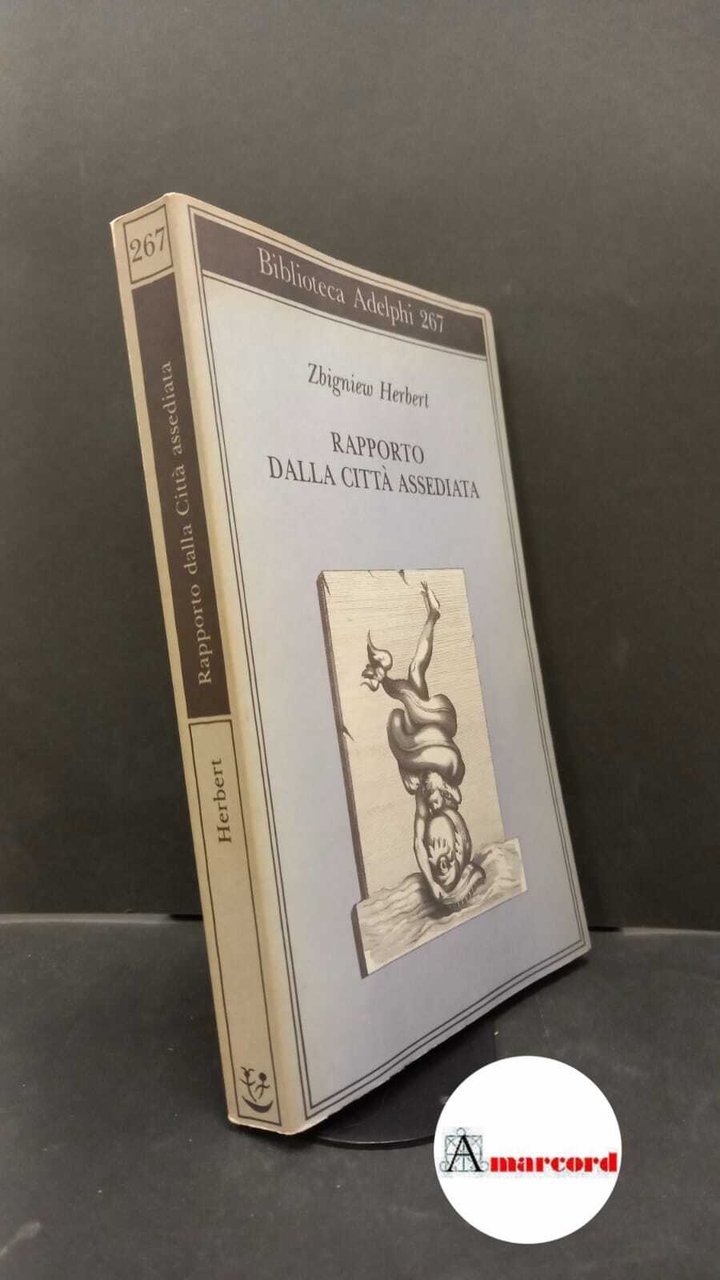 267
Rapporto dalla Città assediata
Herbert
Biblioteca Adelphi 267
Zbigniew Herbert
RAPPORTO
DALLA CITTÀ ASSEDIATA
Amarcord